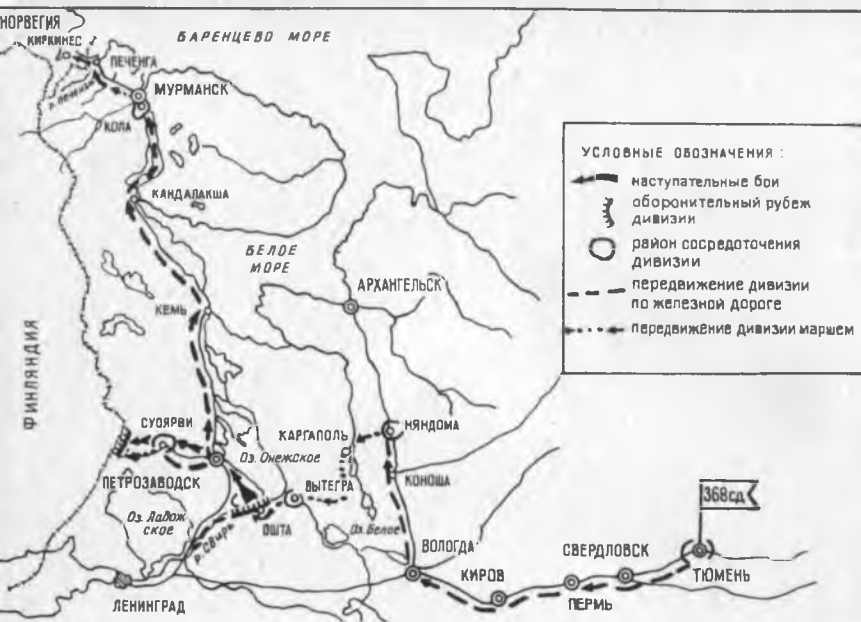 НОРВЕГИЯ
КИРКИНЕС
ПЕЧЕНГА
БАРЕНЦЕВО МОРЕ
МУРМАНСК
КОЛА
КАНДАЛАКША
БЕЛОЕ
МОРЕ
АРХАНГЕЛЬСК
КЕМЬ
ФИНЛЯНДИЯ
СУОЯРВИ
КАРГАПОЛЬ
НЯНДОМА
Оз. Онежское
ПЕТРОЗАВОДСК
ВЫТЕГРА
КОНОША
Оз. Ладож
ское
р. СВИРЬ
ОШТА
Оз. Белое
ВОЛОГДА
ЛЕНИНГРАД
КИРОВ
ПЕРМЬ
СВЕРДЛОВСК
ТЮМЕНЬ
368сд
УСЛОВНЫЕ ОБОЗНАЧЕНИЯ :
наступательные бои
оборонительный рубеж
дивизии
район сосредоточения
дивизии
передвижение дивизии
по железной дороге
передвижение дивизии маршем